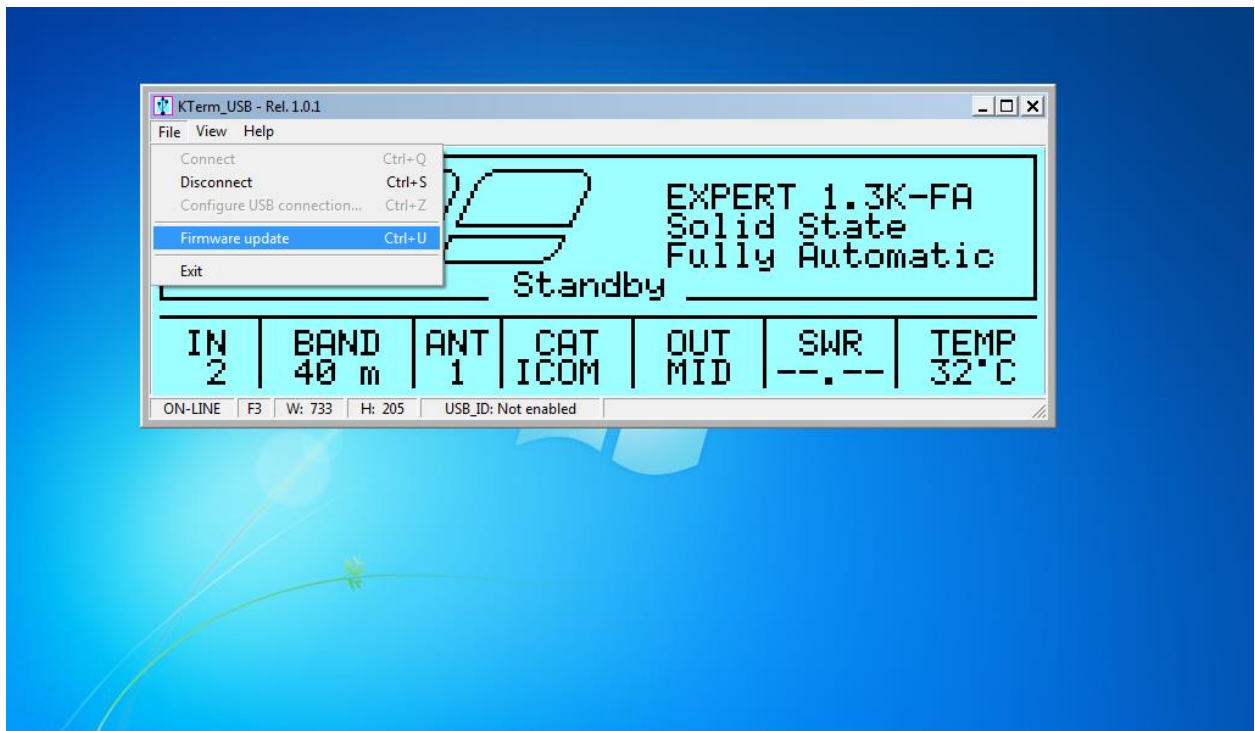 KTerm_USB - Rel. 1.0.1
File View Help
Connect Ctrl+Q
Disconnect Ctrl+S
Configure USB connection... Ctrl+Z
Firmware update Ctrl+U
Exit
EXPERT 1.3K-FA
Solid State
Fully Automatic
Standby
IN BAND ANT CAT OUT SWR TEMP
2 40 m 1 ICOM MID --.-- 32°C
ON-LINE F3 W: 733 H: 205 USB_ID: Not enabled